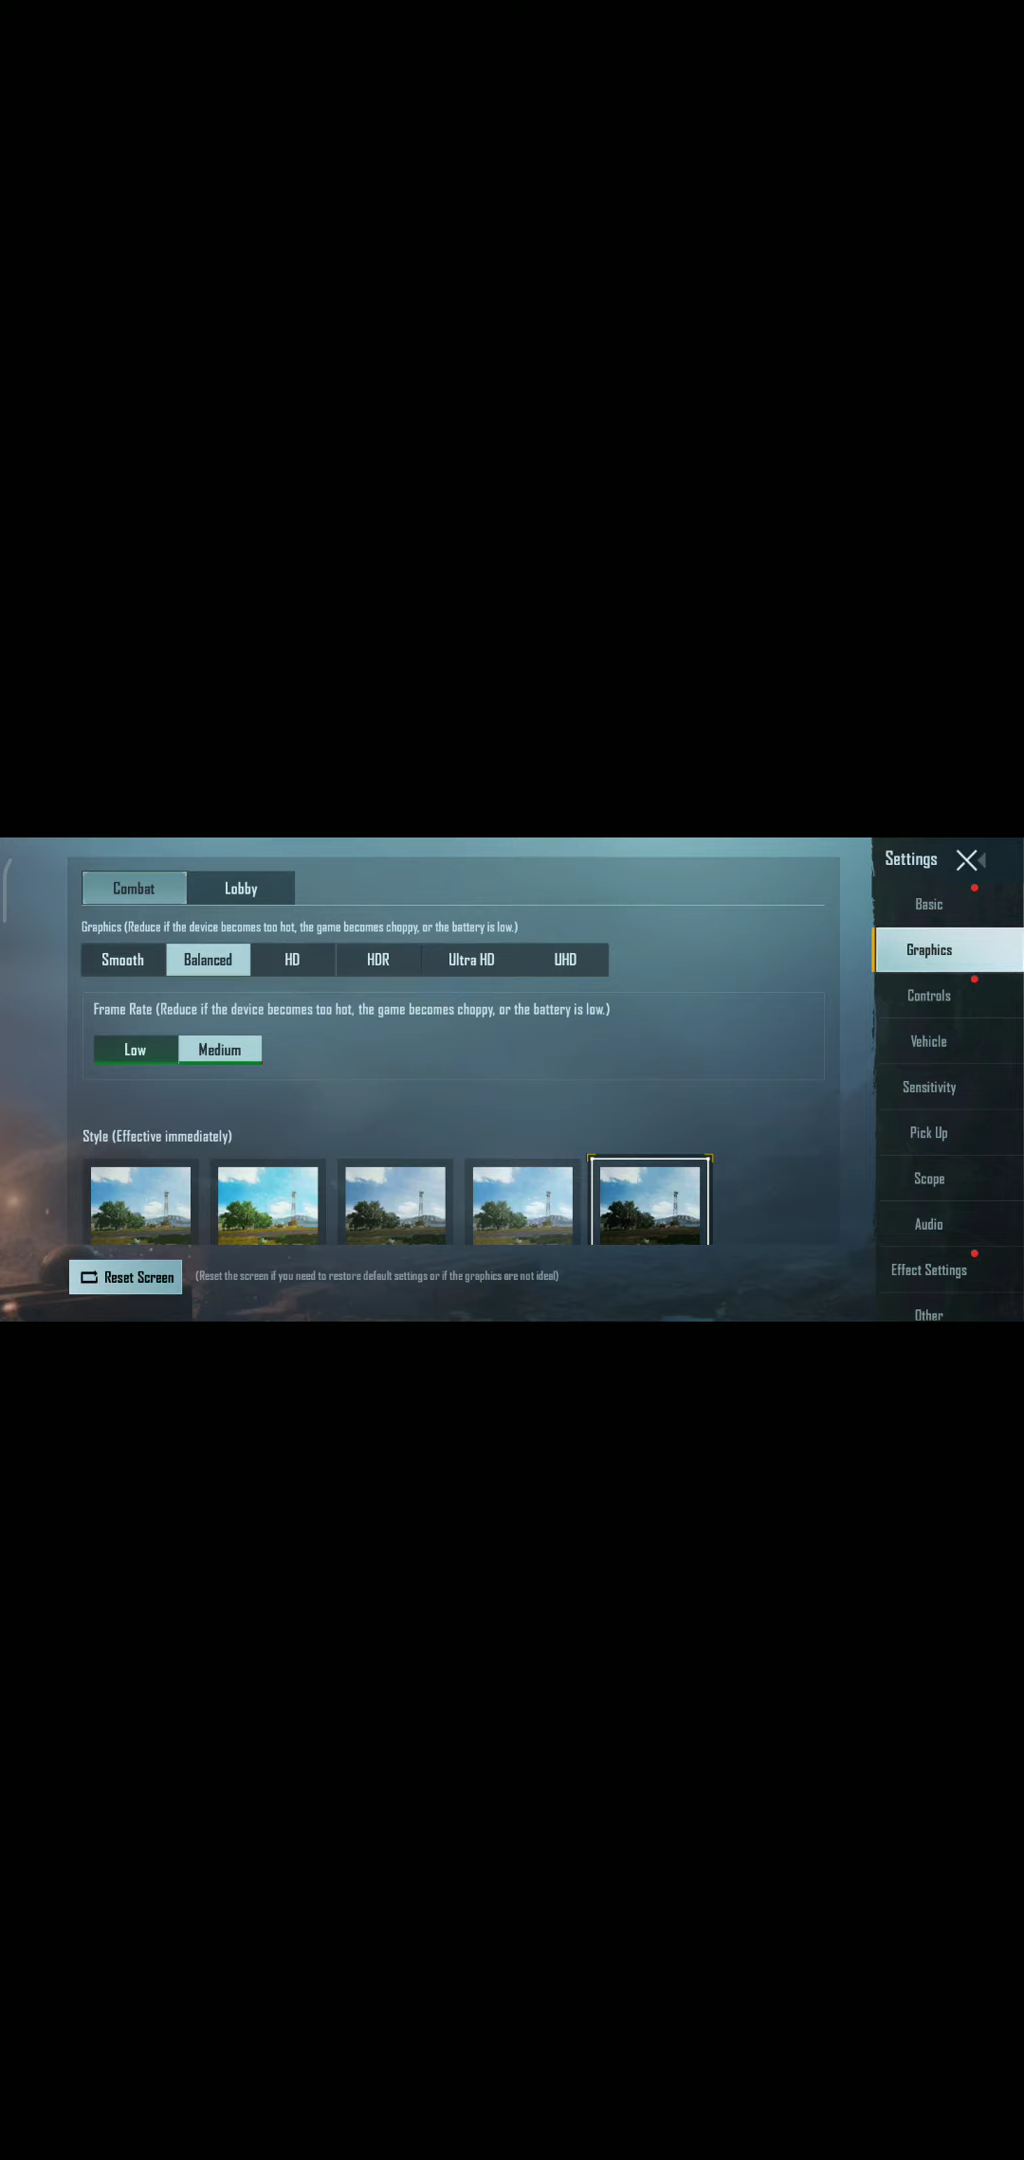 Settings
Combat
Lobby
Graphics (Reduce if the device becomes too hot, the game becomes choppy, or the battery is low.)
Smooth
Balanced
HD
HDR
Ultra HD
UHD
Frame Rate (Reduce if the device becomes too hot, the game becomes choppy, or the battery is low.)
Low
Medium
Style (Effective immediately)
Reset Screen
(Reset the screen if you need to restore default settings or if the graphics are not ideal)
Basic
Graphics
Controls
Vehicle
Sensitivity
Pick Up
Scope
Audio
Effect Settings
Other